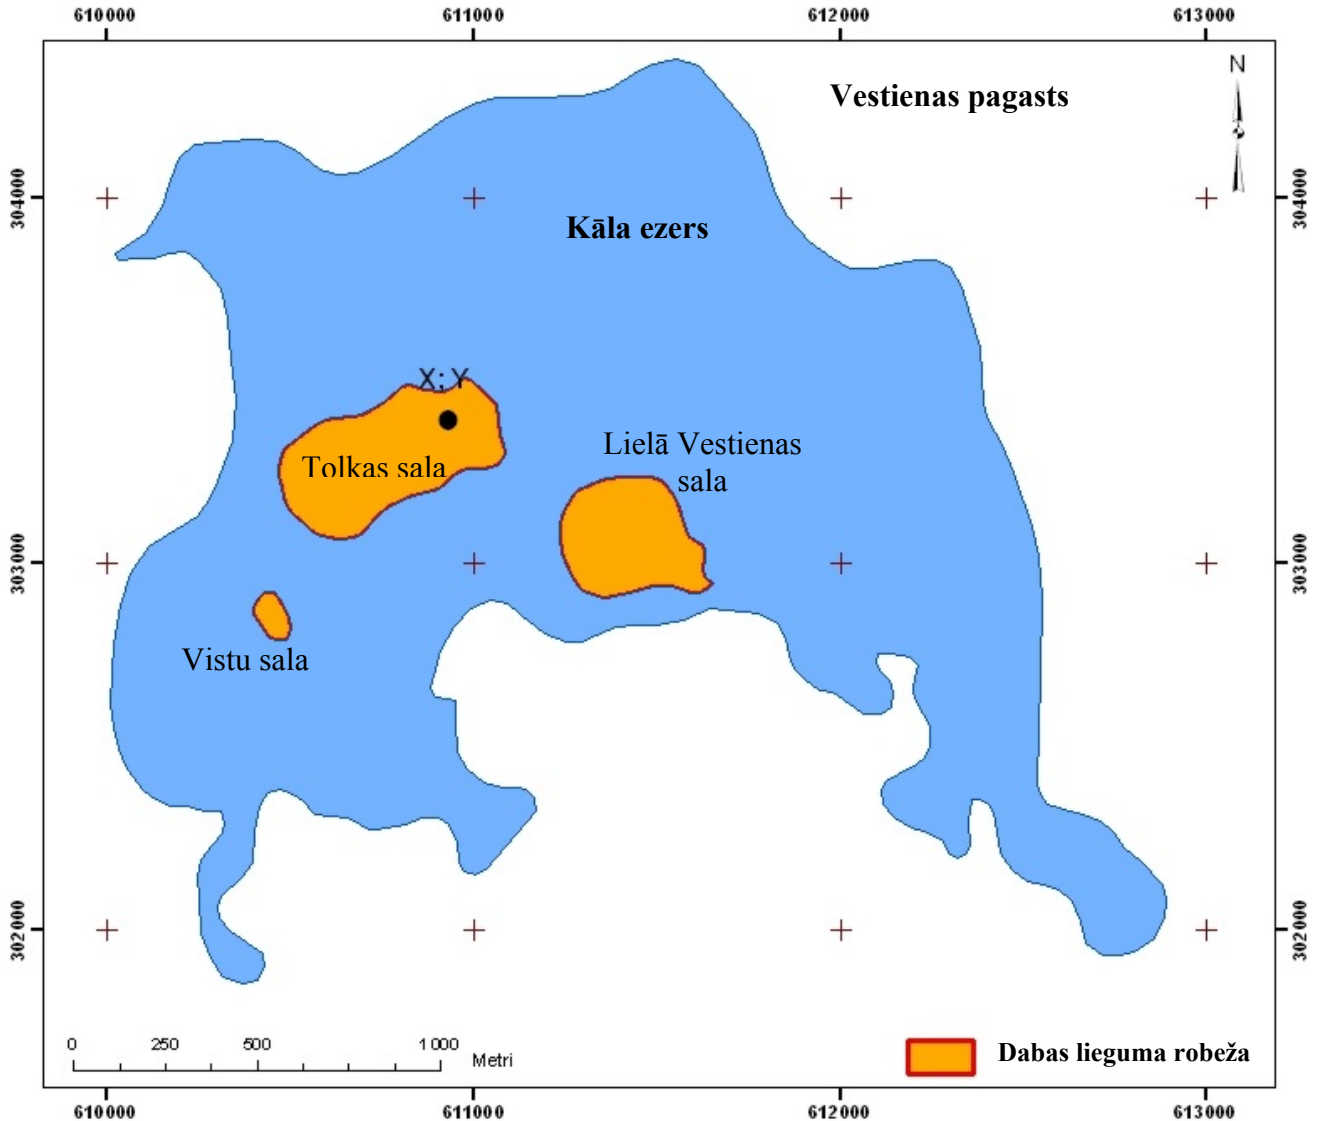 610000 611000 612000 613000
N
Vestienas pagasts
304000 304000
Kāla ezers
X; Y
Lielā Vestienas
sala
Tolkas sala
303000 303000
Vistu sala
302000 302000
0 250 500 1 000
Metri
Dabas lieguma robeža
610000 611000 612000 613000